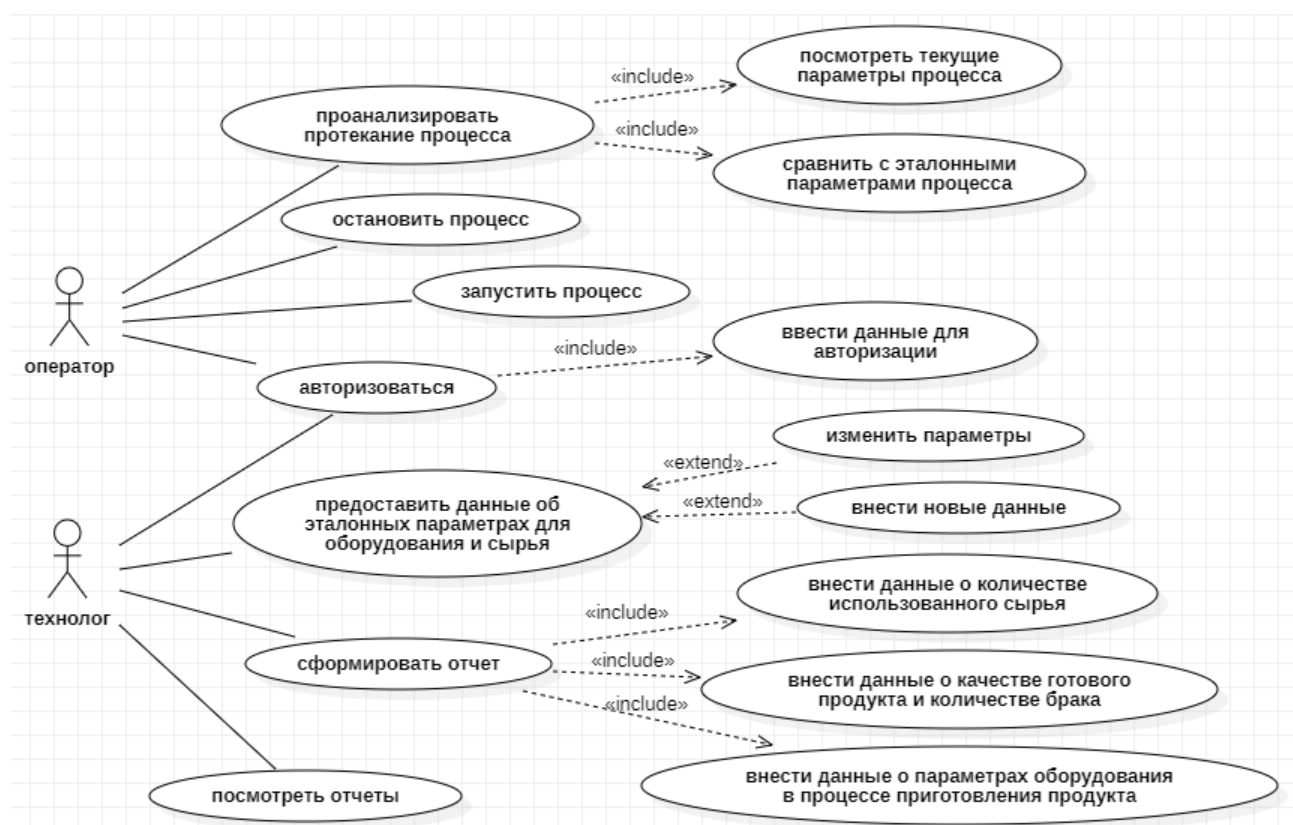 посмотреть текущие
параметры процесса
«include»
проанализировать
протекание процесса
«include»
сравнить с эталонными
параметрами процесса
остановить процесс
запустить процесс
оператор
ввести данные для
авторизации
«include»
авторизоваться
изменить параметры
«extend»
предоставить данные об
эталонных параметрах для
оборудования и сырья
«extend»
внести новые данные
технолог
внести данные о количестве
использованного сырья
«include»
сформировать отчет
«include»
внести данные о качестве готового
продукта и количестве брака
«include»
внести данные о параметрах оборудования
в процессе приготовления продукта
посмотреть отчеты